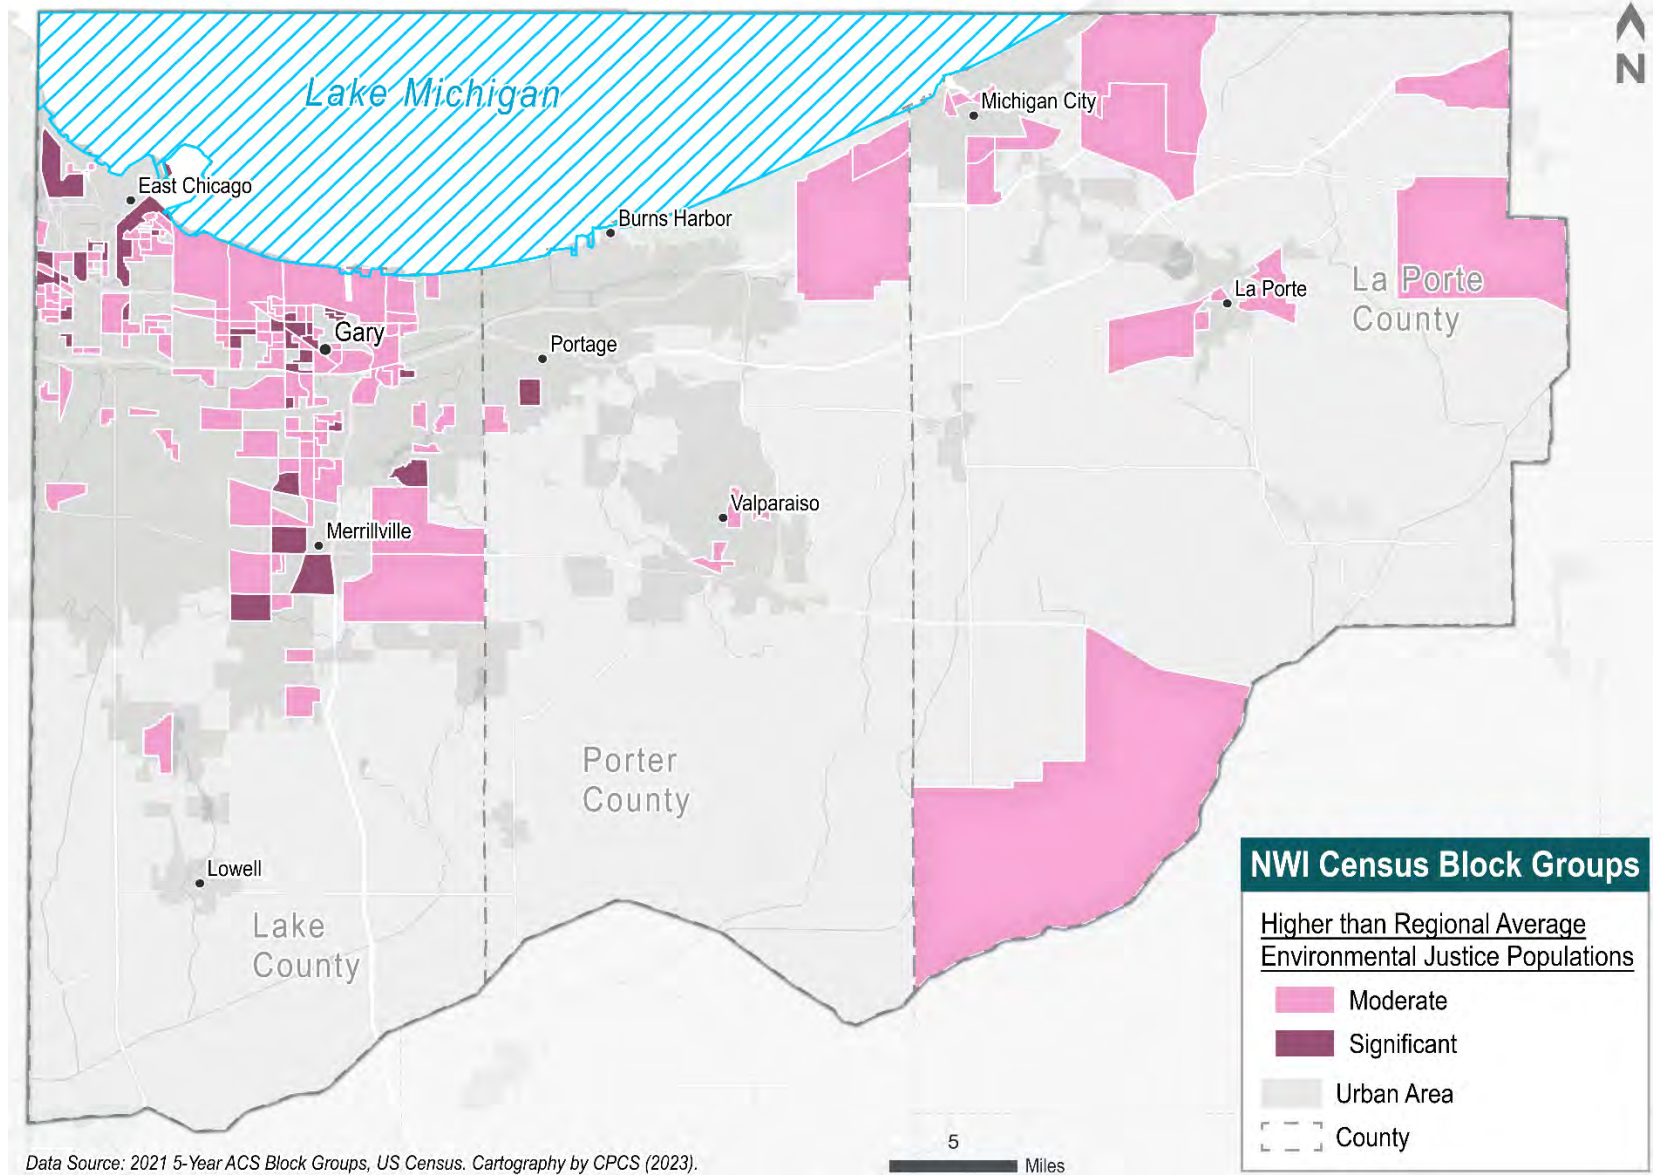 N
Lake Michigan
Michigan City
East Chicago
Burns Harbor
La Porte
La Porte
County
Gary
Portage
Valparaiso
Merrillville
Porter
County
Lowell
Lake
County
NWI Census Block Groups
Higher than Regional Average
Environmental Justice Populations
Moderate
Significant
Urban Area
County
5
Miles
Data Source: 2021 5-Year ACS Block Groups, US Census. Cartography by CPCS (2023).